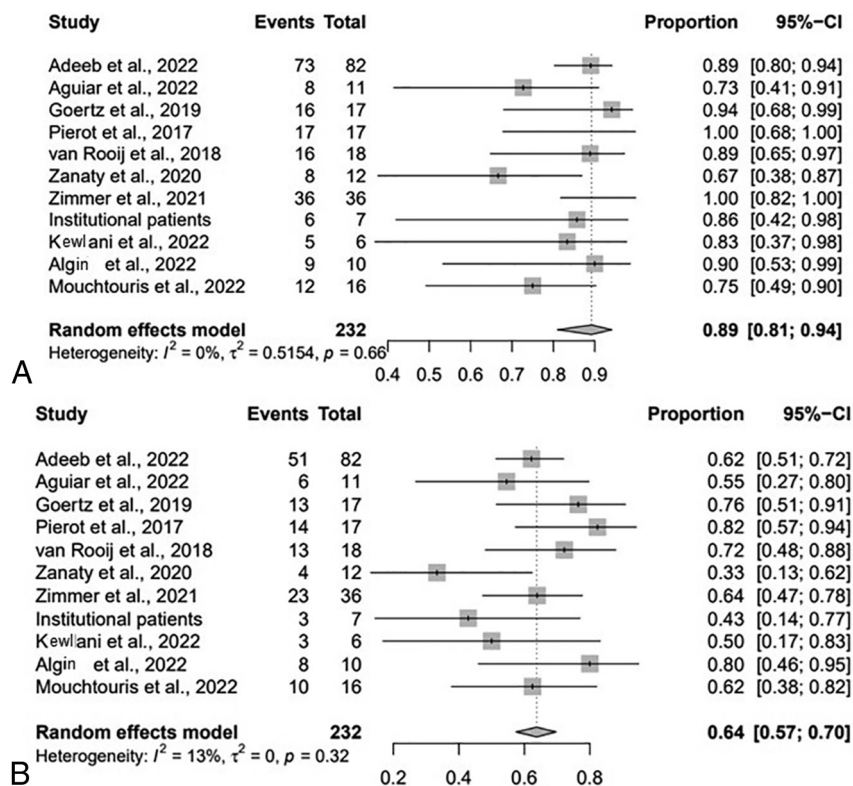 Study Events Total Proportion 95%−CI
Adeeb et al., 2022 73 82 0.89 [0.80; 0.94]
Aguiar et al., 2022 8 11 0.73 [0.41; 0.91]
Goertz et al., 2019 16 17 0.94 [0.68; 0.99]
Pierot et al., 2017 17 17 1.00 [0.68; 1.00]
van Rooij et al., 2018 16 18 0.89 [0.65; 0.97]
Zanaty et al., 2020 8 12 0.67 [0.38; 0.87]
Zimmer et al., 2021 36 36 1.00 [0.82; 1.00]
Institutional patients 6 7 0.86 [0.42; 0.98]
Kewlani et al., 2022 5 6 0.83 [0.37; 0.98]
Algin et al., 2022 9 10 0.90 [0.53; 0.99]
Mouchtouris et al., 2022 12 16 0.75 [0.49; 0.90]
Random effects model 232 0.89 [0.81; 0.94]
Heterogeneity: I² = 0%, τ² = 0.5154, p = 0.66
0.4 0.5 0.6 0.7 0.8 0.9
A
Study Events Total Proportion 95%−CI
Adeeb et al., 2022 51 82 0.62 [0.51; 0.72]
Aguiar et al., 2022 6 11 0.55 [0.27; 0.80]
Goertz et al., 2019 13 17 0.76 [0.51; 0.91]
Pierot et al., 2017 14 17 0.82 [0.57; 0.94]
van Rooij et al., 2018 13 18 0.72 [0.48; 0.88]
Zanaty et al., 2020 4 12 0.33 [0.13; 0.62]
Zimmer et al., 2021 23 36 0.64 [0.47; 0.78]
Institutional patients 3 7 0.43 [0.14; 0.77]
Kewlani et al., 2022 3 6 0.50 [0.17; 0.83]
Algin et al., 2022 8 10 0.80 [0.46; 0.95]
Mouchtouris et al., 2022 10 16 0.62 [0.38; 0.82]
Random effects model 232 0.64 [0.57; 0.70]
Heterogeneity: I² = 13%, τ² = 0, p = 0.32
0.2 0.4 0.6 0.8
B